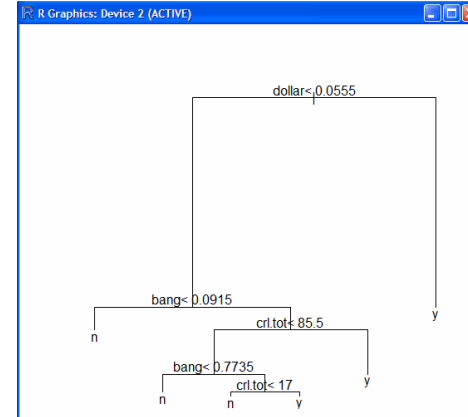 R Graphics: Device 2 (ACTIVE)
dollar< 0.0555
bang< 0.0915
y
crl.tot< 85.5
n
bang< 0.7735
y
crl.tot< 17
n
n
y